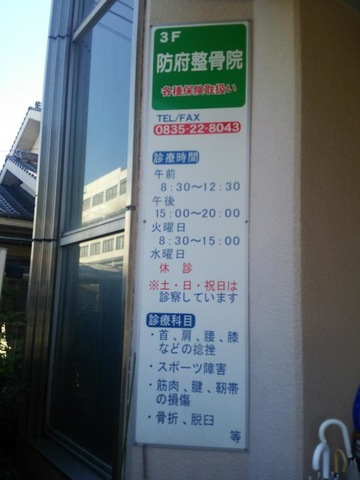 3F
防府整骨院
各種保険取扱い
TEL/FAX
0835-22-8043
診療時間
午前
8:30〜12:30
午後
15:00〜20:00
火曜日
8:30〜15:00
水曜日
休診
※土・日・祝日は
診察しています
診療科目
・首、肩、腰、膝
などの捻挫
・スポーツ障害
・筋肉、腱、靭帯
の損傷
・骨折、脱臼
等